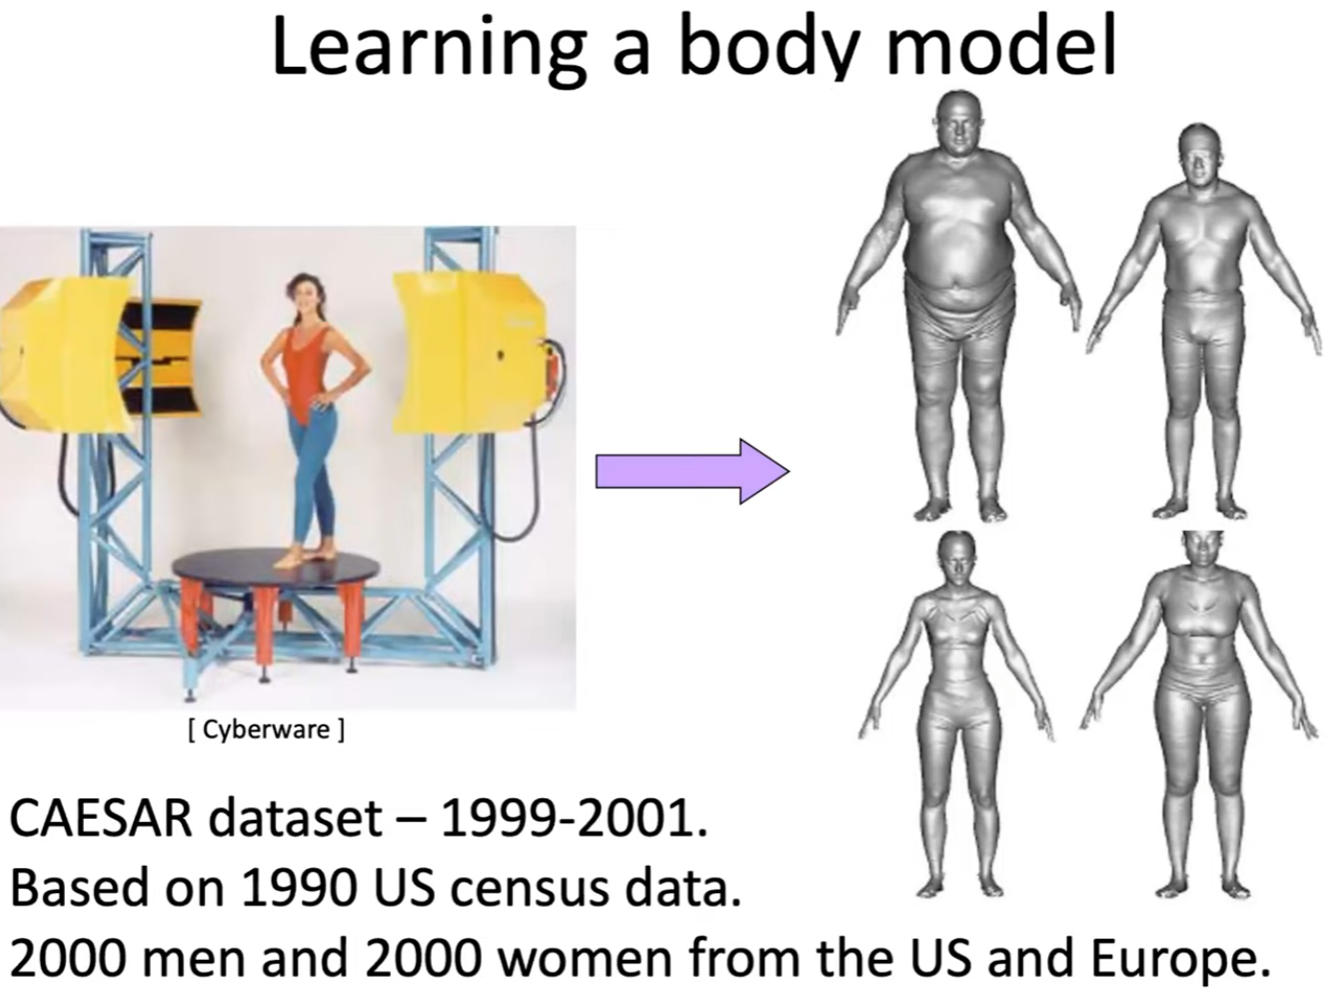 Learning a body model
[ Cyberware ]
CAESAR dataset – 1999-2001.
Based on 1990 US census data.
2000 men and 2000 women from the US and Europe.